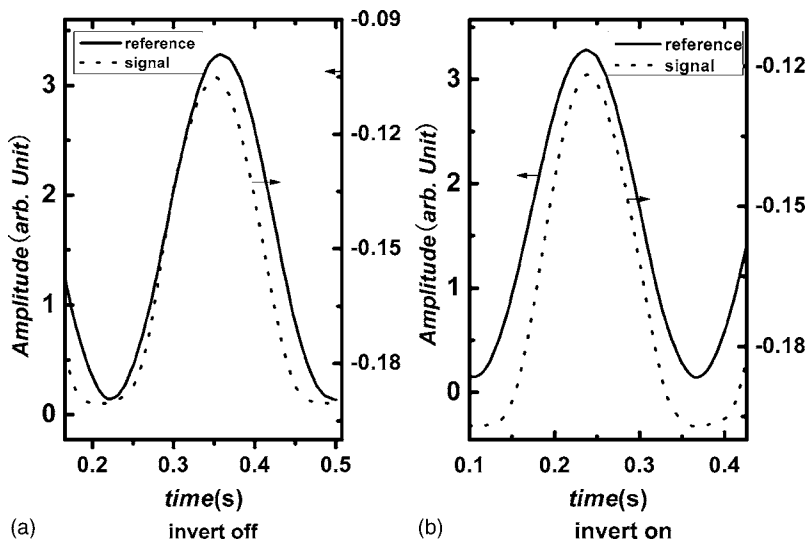 reference
signal
Amplitude(arb. Unit)
3
2
1
0
-0.09
-0.12
-0.15
-0.18
0.2
0.3
0.4
0.5
time(s)
(a)
invert off
reference
signal
Amplitude(arb. Unit)
3
2
1
0
-0.12
-0.15
-0.18
0.1
0.2
0.3
0.4
time(s)
(b)
invert on